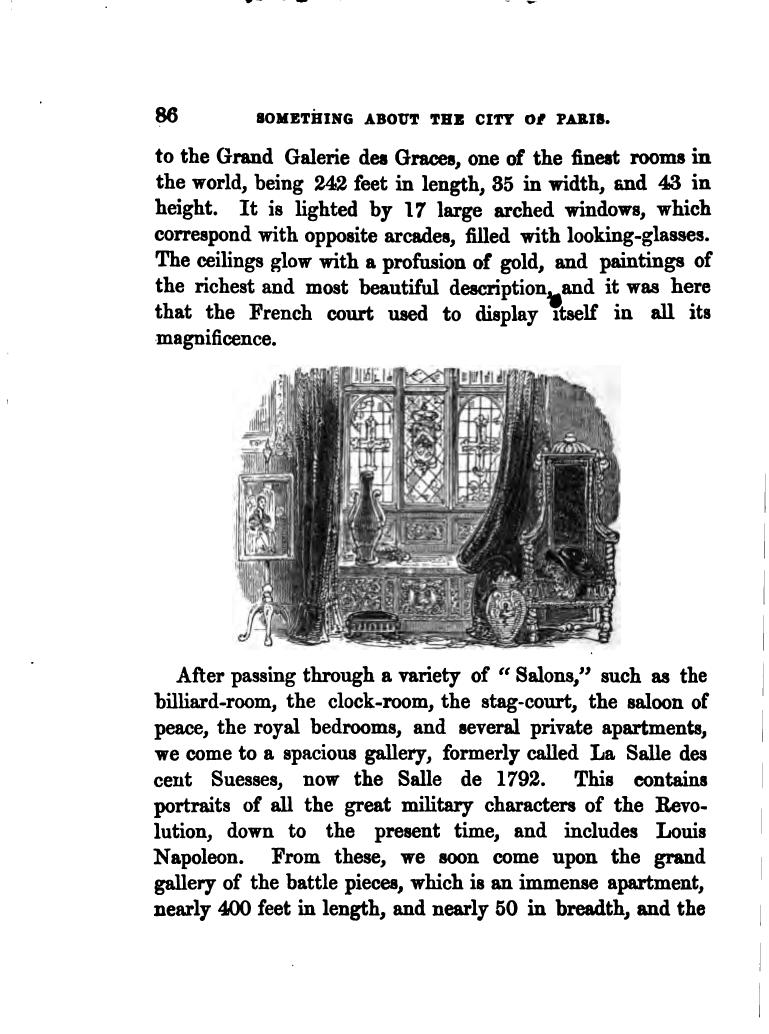 86 SOMETHING ABOUT THE CITY OF PARIS.
to the Grand Galerie des Graces, one of the finest rooms in
the world, being 242 feet in length, 35 in width, and 43 in
height. It is lighted by 17 large arched windows, which
correspond with opposite arcades, filled with looking-glasses.
The ceilings glow with a profusion of gold, and paintings of
the richest and most beautiful description, and it was here
that the French court used to display itself in all its
magnificence.
After passing through a variety of “ Salons,” such as the
billiard-room, the clock-room, the stag-court, the saloon of
peace, the royal bedrooms, and several private apartments,
we come to a spacious gallery, formerly called La Salle des
cent Suesses, now the Salle de 1792. This contains
portraits of all the great military characters of the Revo-
lution, down to the present time, and includes Louis
Napoleon. From these, we soon come upon the grand
gallery of the battle pieces, which is an immense apartment,
nearly 400 feet in length, and nearly 50 in breadth, and the